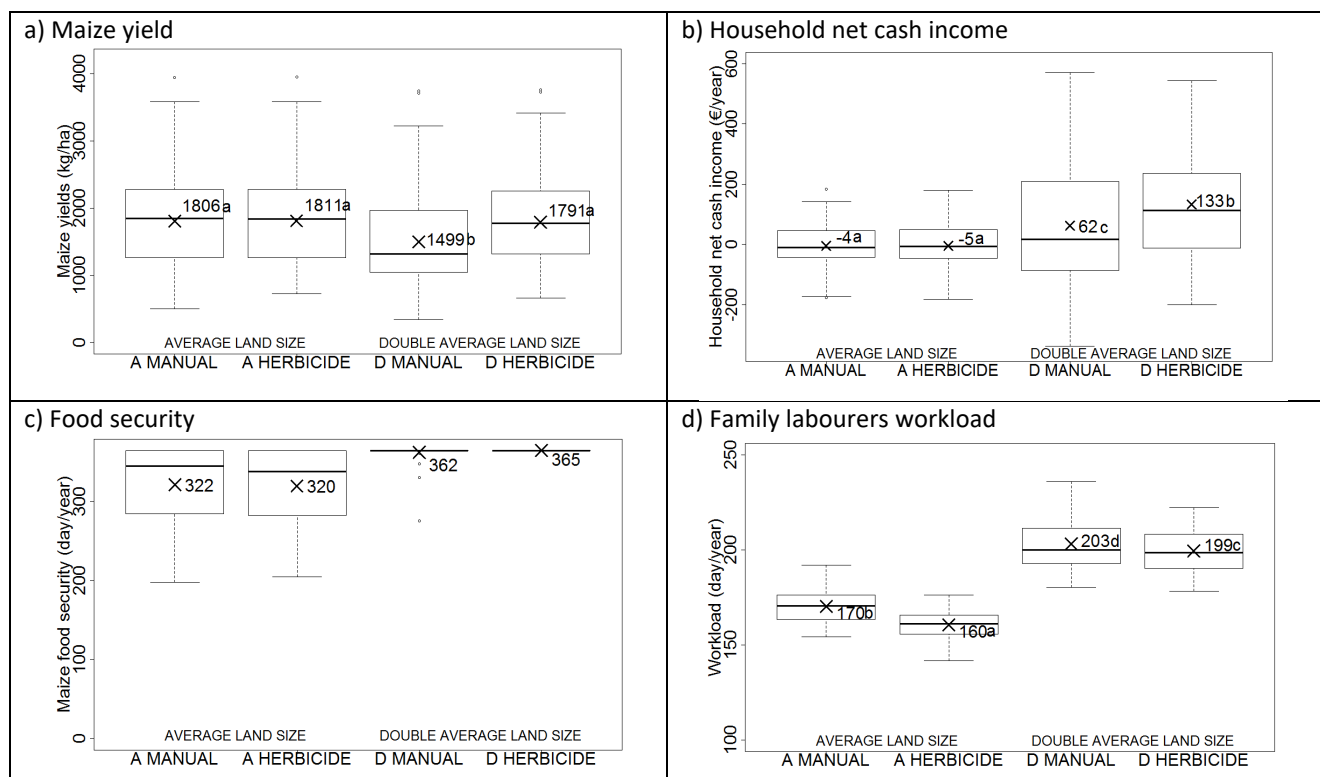 a) Maize yield
Maize yields (kg/ha)
4000
3000
2000
1000
0
1806a
1811a
1499b
1791a
AVERAGE LAND SIZE DOUBLE AVERAGE LAND SIZE
A MANUAL A HERBICIDE D MANUAL D HERBICIDE
b) Household net cash income
Household net cash income (€/year)
600
400
200
0
-200
-4a
-5a
62c
133b
AVERAGE LAND SIZE DOUBLE AVERAGE LAND SIZE
A MANUAL A HERBICIDE D MANUAL D HERBICIDE
c) Food security
Maize food security (day/year)
300
200
100
0
322
320
362
365
AVERAGE LAND SIZE DOUBLE AVERAGE LAND SIZE
A MANUAL A HERBICIDE D MANUAL D HERBICIDE
d) Family labourers workload
Workload (day/year)
250
200
150
100
170b
160a
203d
199c
AVERAGE LAND SIZE DOUBLE AVERAGE LAND SIZE
A MANUAL A HERBICIDE D MANUAL D HERBICIDE